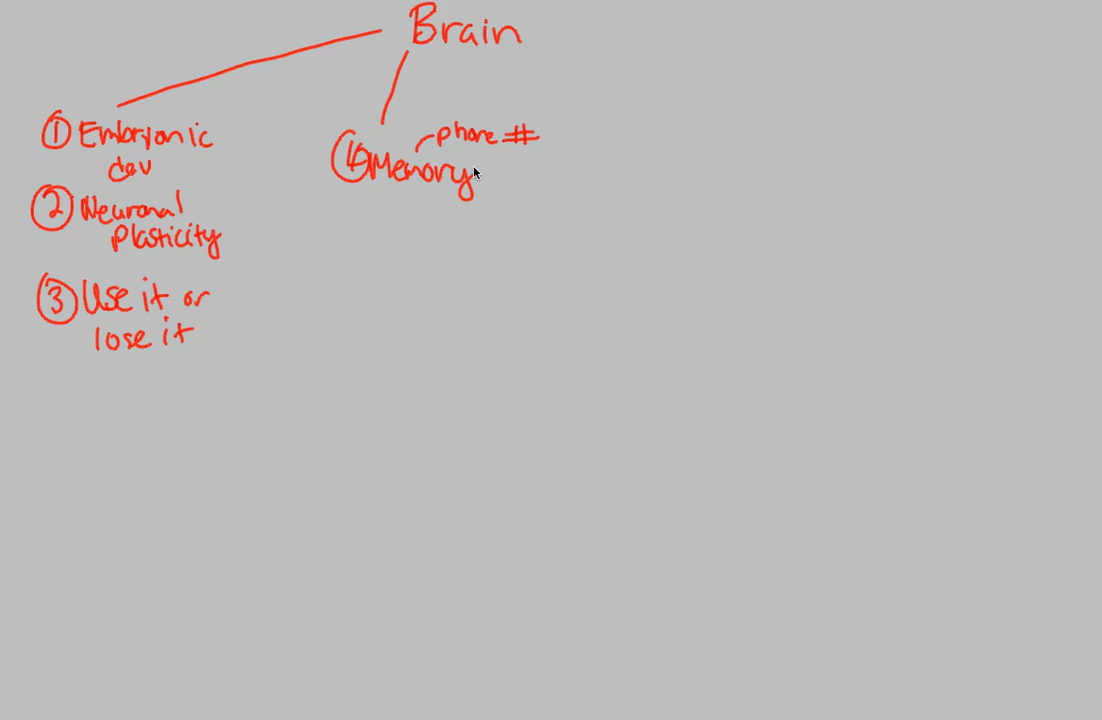 Brain
① Embryonic
dev
② Neuronal
Plasticity
③ Use it or
lose it
phone #
④ Memory